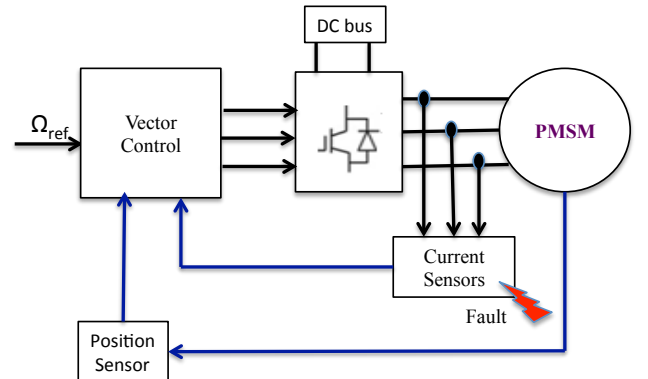 DC bus
Ωref
Vector
Control
PMSM
Current
Sensors
Fault
Position
Sensor